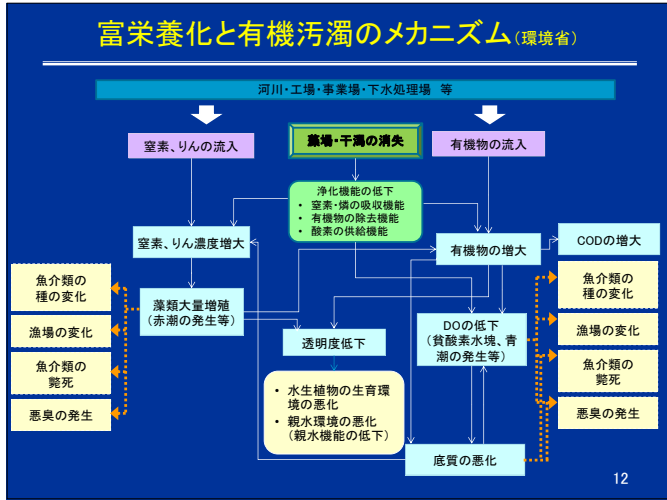 富栄養化と有機汚濁のメカニズム(環境省)
河川・工場・事業場・下水処理場 等
窒素、りんの流入
藻場・干潟の消失
有機物の流入
浄化機能の低下
• 窒素・燐の吸収機能
• 有機物の除去機能
• 酸素の供給機能
窒素、りん濃度増大
有機物の増大
CODの増大
魚介類の
種の変化
漁場の変化
魚介類の
斃死
悪臭の発生
藻類大量増殖
(赤潮の発生等)
透明度低下
DOの低下
(貧酸素水塊、青
潮の発生等)
魚介類の
種の変化
漁場の変化
魚介類の
斃死
悪臭の発生
• 水生植物の生育環
境の悪化
• 親水環境の悪化
(親水機能の低下)
底質の悪化
12